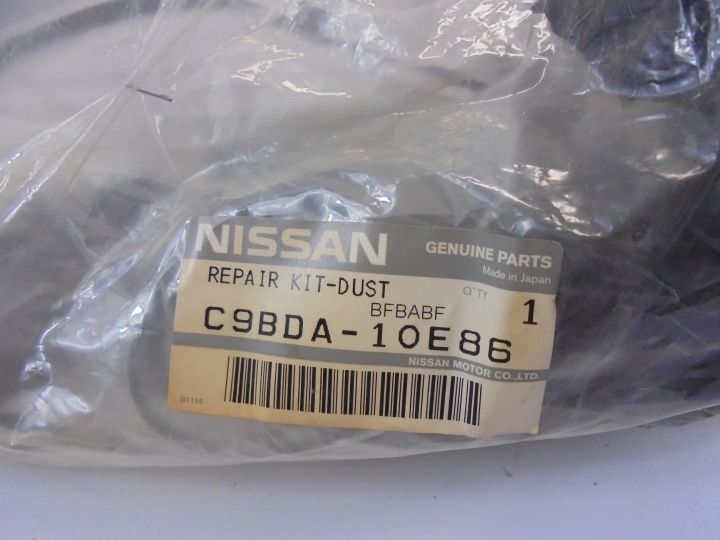 NISSAN GENUINE PARTS
Made in Japan
REPAIR KIT-DUST Q'TY
BFBABF 1
C9BDA-10E86
NISSAN MOTOR CO.,LTD.
B1156